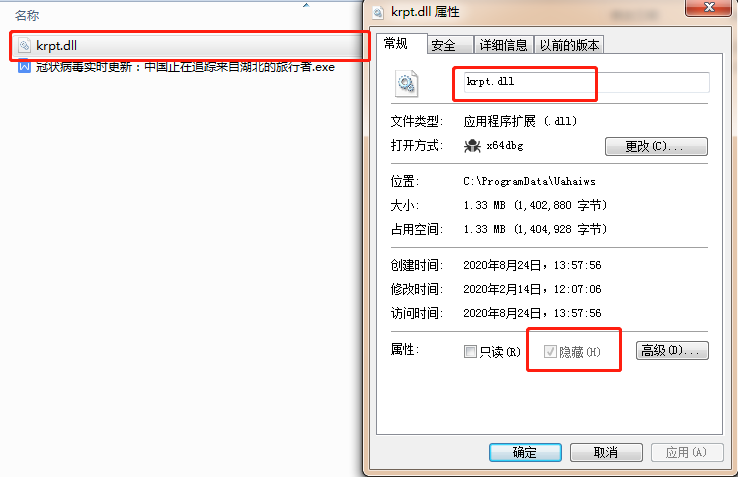 名称
krpt.dll
冠状病毒实时更新：中国正在追踪来自湖北的旅行者.exe
krpt.dll 属性
常规
安全
详细信息
以前的版本
krpt.dll
文件类型:
应用程序扩展 (.dll)
打开方式:
x64dbg
更改(C)...
位置:
C:\ProgramData\Uahaiws
大小:
1.33 MB (1,402,880 字节)
占用空间:
1.33 MB (1,404,928 字节)
创建时间:
2020年8月24日，13:57:56
修改时间:
2020年2月14日，12:07:06
访问时间:
2020年8月24日，13:57:56
属性:
只读(R)
隐藏(H)
高级(D)...
确定
取消
应用(A)